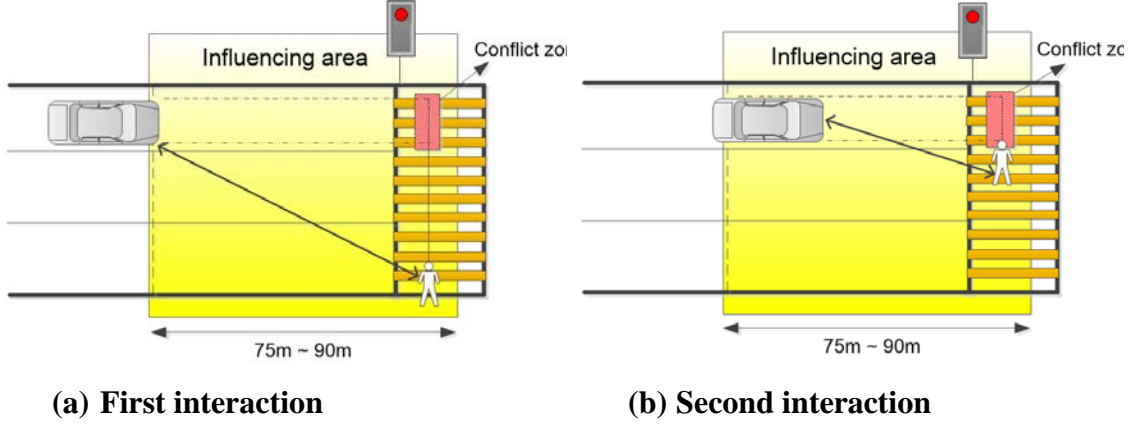 Influencing area
Conflict zo
75m ~ 90m
(a) First interaction
Influencing area
Conflict zo
75m ~ 90m
(b) Second interaction